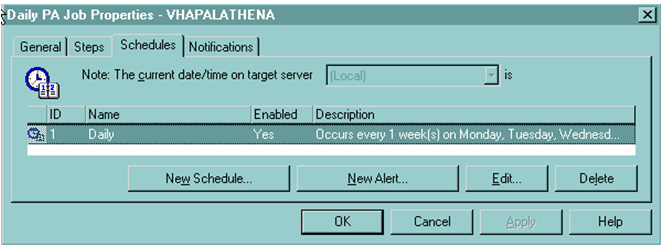 Daily PA Job Properties - VHAPALATHENA
General Steps Schedules Notifications
Note: The current date/time on target server (Local) is
ID Name Enabled Description
1 Daily Yes Occurs every 1 week(s) on Monday, Tuesday, Wednesd...
New Schedule... New Alert... Edit... Delete
OK Cancel Apply Help